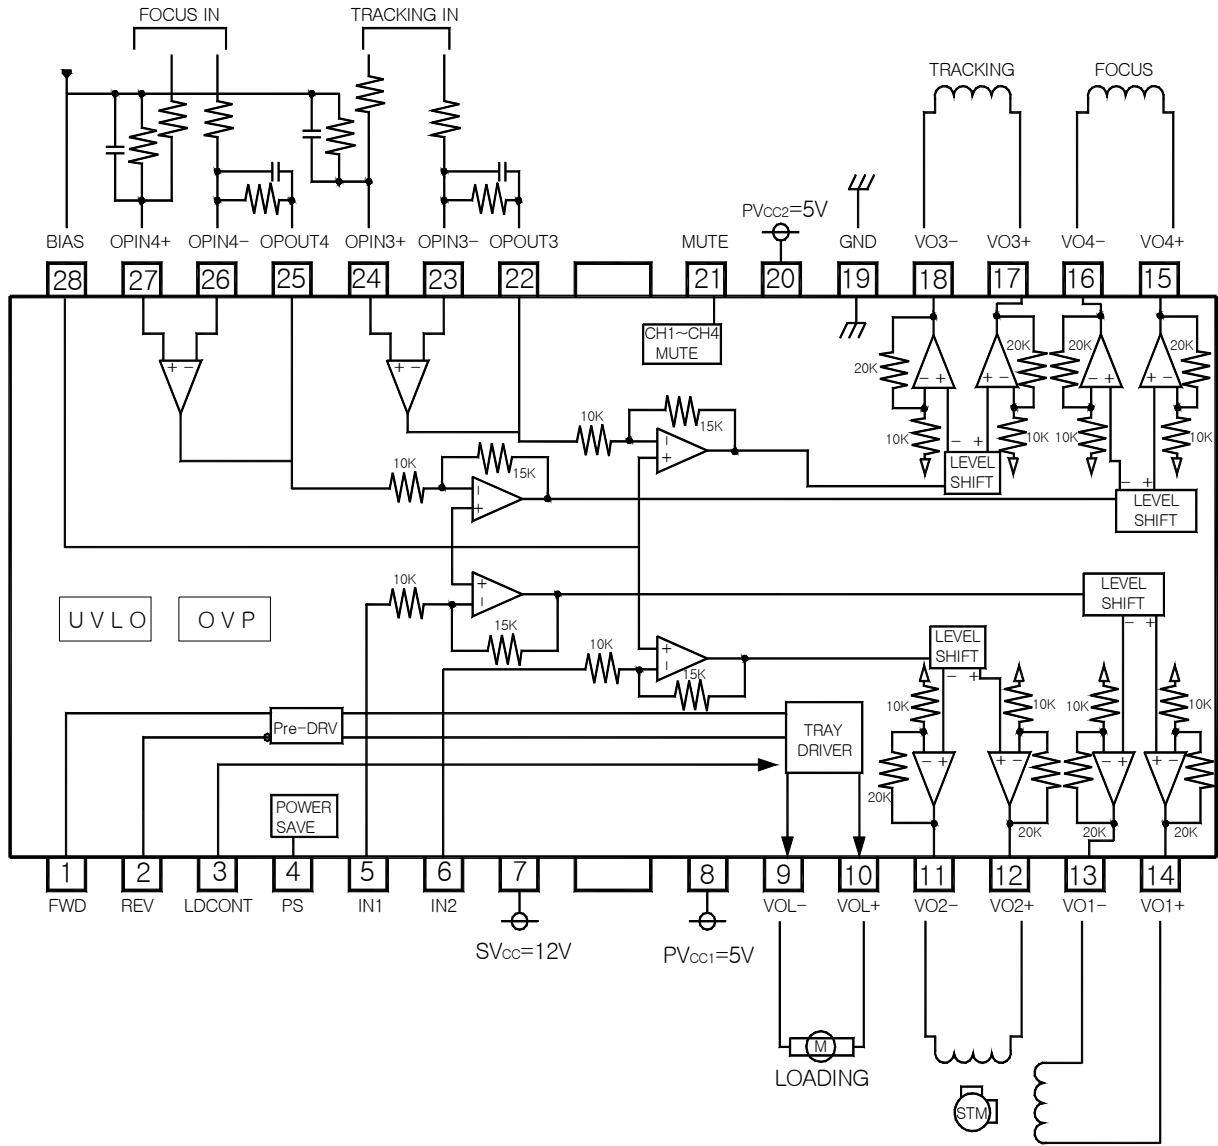 FOCUS IN TRACKING IN
TRACKING FOCUS
PVCC2=5V
BIAS OPIN4+ OPIN4− OPOUT4 OPIN3+ OPIN3− OPOUT3 MUTE GND VO3− VO3+ VO4− VO4+
28 27 26 25 24 23 22 21 20 19 18 17 16 15
CH1~CH4
MUTE
20K 20K 20K 20K
+ − + − − + + − − + + −
10K 15K
10K 10K 10K 10K
− + − +
− +
LEVEL
SHIFT
10K 15K
− +
LEVEL
SHIFT
UVLO OVP
10K + −
15K
LEVEL
SHIFT
− +
10K + −
15K
LEVEL
SHIFT
− +
10K 10K 10K 10K
Pre−DRV
TRAY
DRIVER
− + + − − + + −
20K 20K 20K 20K
POWER
SAVE
1 2 3 4 5 6 7 8 9 10 11 12 13 14
FWD REV LDCONT PS IN1 IN2 VOL− VOL+ VO2− VO2+ VO1− VO1+
SVCC=12V PVCC1=5V
M
LOADING
STM